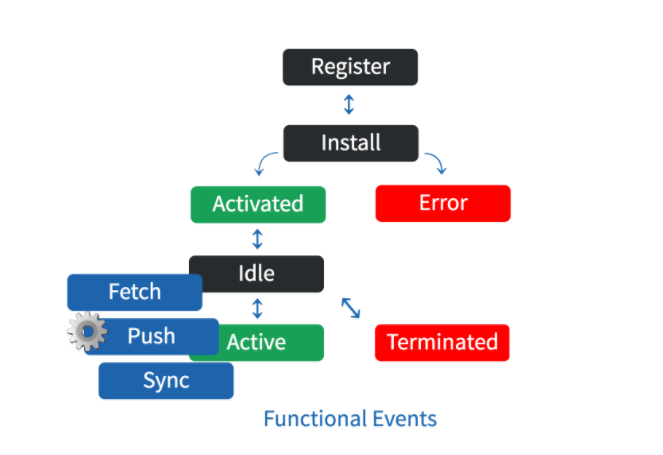 Register
Install
Activated
Error
Idle
Fetch
Push
Active
Terminated
Sync
Functional Events